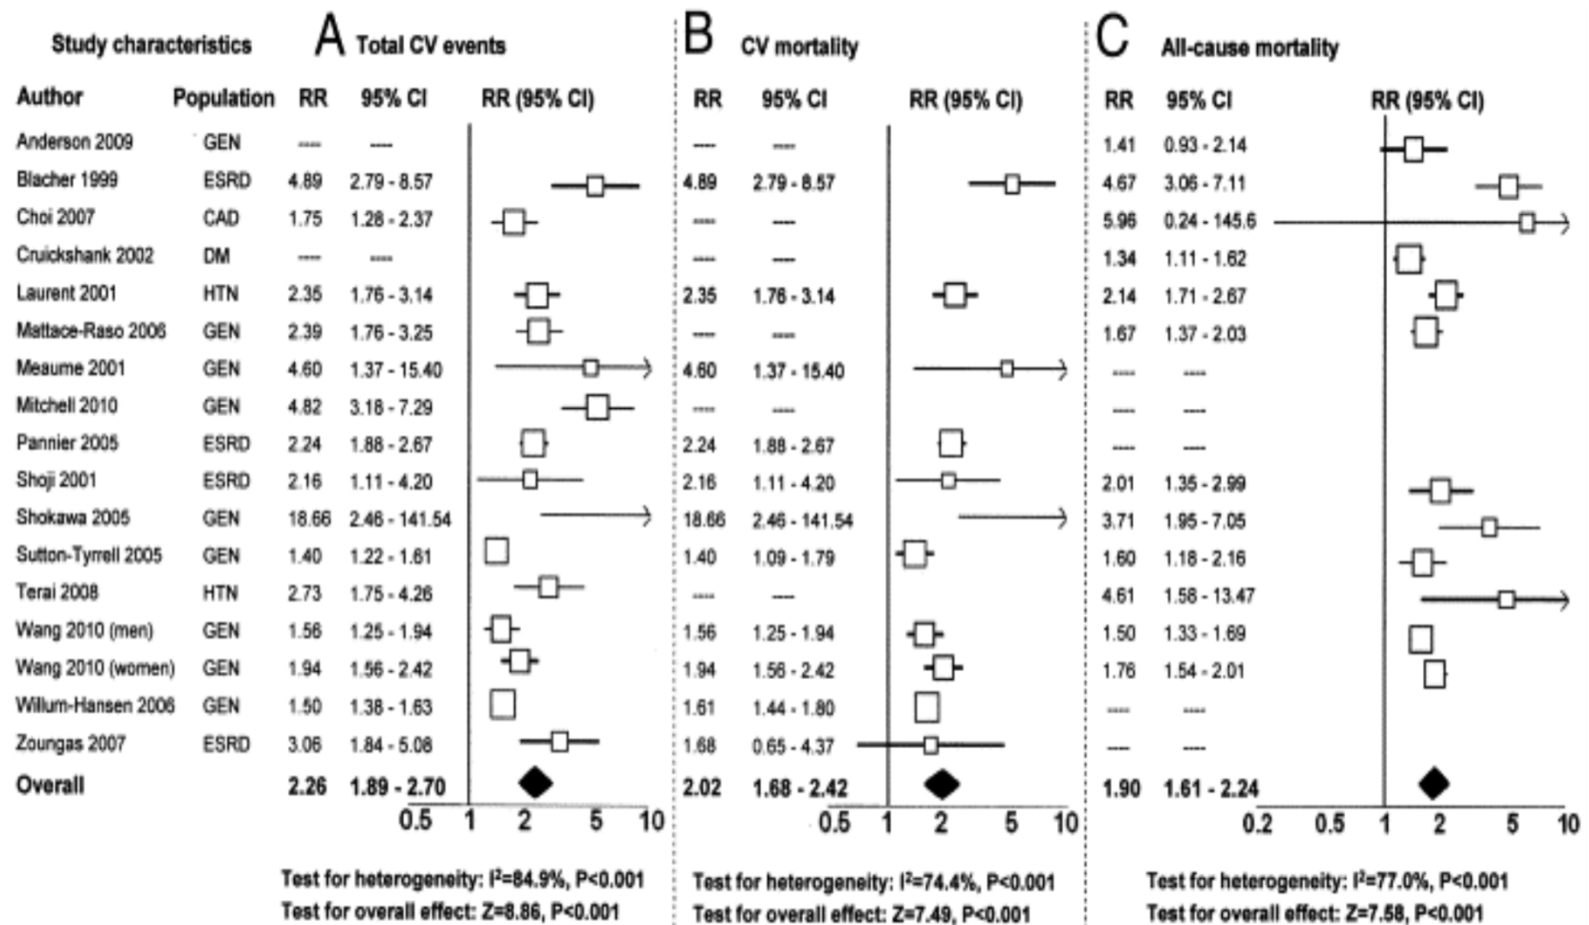 Study characteristics A Total CV events B CV mortality C All-cause mortality
Author Population RR 95% CI RR (95% CI) RR 95% CI RR (95% CI) RR 95% CI RR (95% CI)
Anderson 2009 GEN ---- ---- ---- ---- 1.41 0.93 - 2.14
Blacher 1999 ESRD 4.89 2.79 - 8.57 4.89 2.79 - 8.57 4.67 3.06 - 7.11
Choi 2007 CAD 1.75 1.28 - 2.37 ---- ---- 5.96 0.24 - 145.6
Cruickshank 2002 DM ---- ---- ---- ---- 1.34 1.11 - 1.62
Laurent 2001 HTN 2.35 1.76 - 3.14 2.35 1.76 - 3.14 2.14 1.71 - 2.67
Mattace-Raso 2006 GEN 2.39 1.76 - 3.25 ---- ---- 1.67 1.37 - 2.03
Meaume 2001 GEN 4.60 1.37 - 15.40 4.60 1.37 - 15.40 ---- ----
Mitchell 2010 GEN 4.82 3.18 - 7.29 ---- ---- ---- ----
Pannier 2005 ESRD 2.24 1.88 - 2.67 2.24 1.88 - 2.67 ---- ----
Shoji 2001 ESRD 2.16 1.11 - 4.20 2.16 1.11 - 4.20 2.01 1.35 - 2.99
Shokawa 2005 GEN 18.66 2.46 - 141.54 18.66 2.46 - 141.54 3.71 1.95 - 7.05
Sutton-Tyrrell 2005 GEN 1.40 1.22 - 1.61 1.40 1.09 - 1.79 1.60 1.18 - 2.16
Terai 2008 HTN 2.73 1.75 - 4.26 ---- ---- 4.61 1.58 - 13.47
Wang 2010 (men) GEN 1.56 1.25 - 1.94 1.56 1.25 - 1.94 1.50 1.33 - 1.69
Wang 2010 (women) GEN 1.94 1.56 - 2.42 1.94 1.56 - 2.42 1.76 1.54 - 2.01
Willum-Hansen 2006 GEN 1.50 1.38 - 1.63 1.61 1.44 - 1.80 ---- ----
Zoungas 2007 ESRD 3.06 1.84 - 5.08 1.68 0.65 - 4.37 ---- ----
Overall 2.26 1.89 - 2.70 2.02 1.68 - 2.42 1.90 1.61 - 2.24
0.5 1 2 5 10 0.5 1 2 5 10 0.2 0.5 1 2 5 10
Test for heterogeneity: I²=84.9%, P<0.001 Test for heterogeneity: I²=74.4%, P<0.001 Test for heterogeneity: I²=77.0%, P<0.001
Test for overall effect: Z=8.86, P<0.001 Test for overall effect: Z=7.49, P<0.001 Test for overall effect: Z=7.58, P<0.001